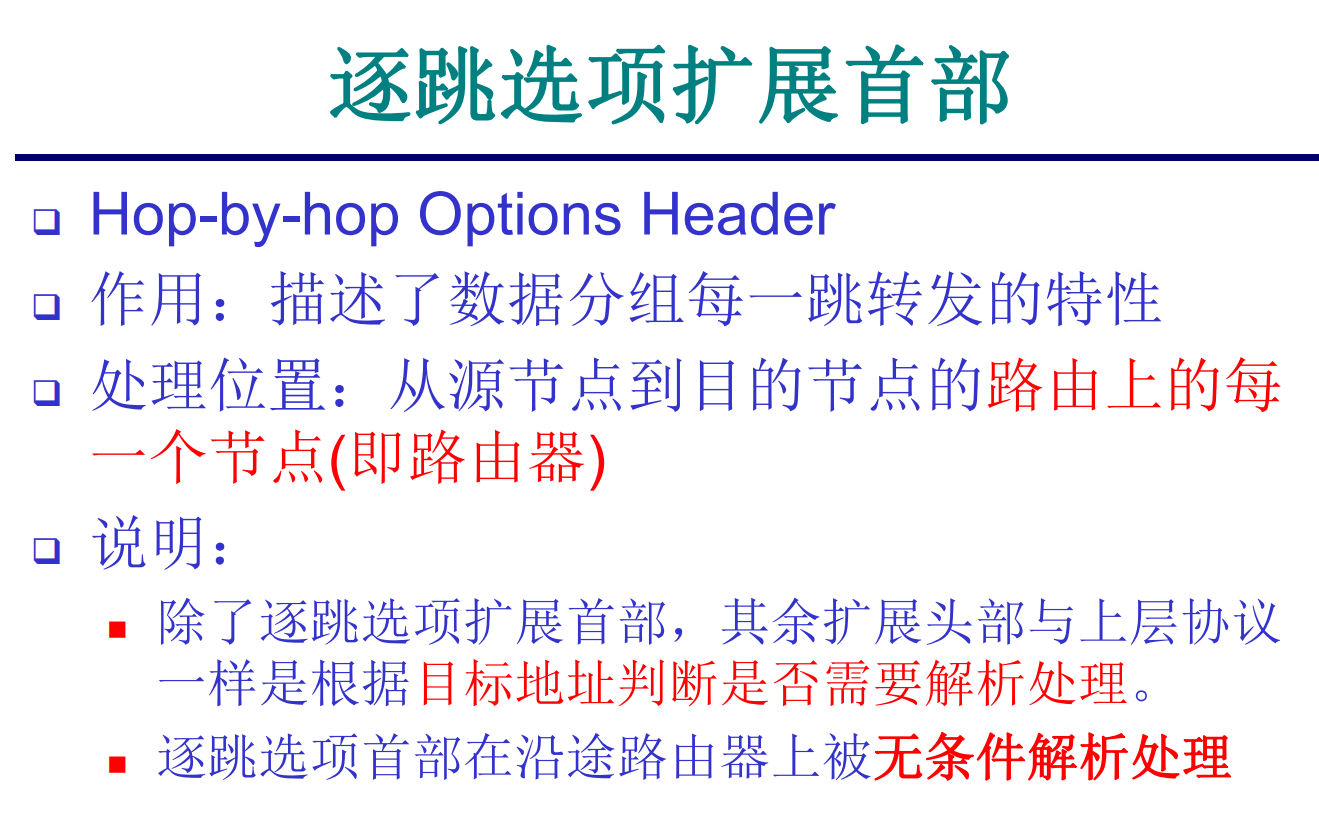 逐跳选项扩展首部
Hop-by-hop Options Header
作用：描述了数据分组每一跳转发的特性
处理位置：从源节点到目的节点的路由上的每
一个节点(即路由器)
说明：
除了逐跳选项扩展首部，其余扩展头部与上层协议
一样是根据目标地址判断是否需要解析处理。
逐跳选项首部在沿途路由器上被无条件解析处理